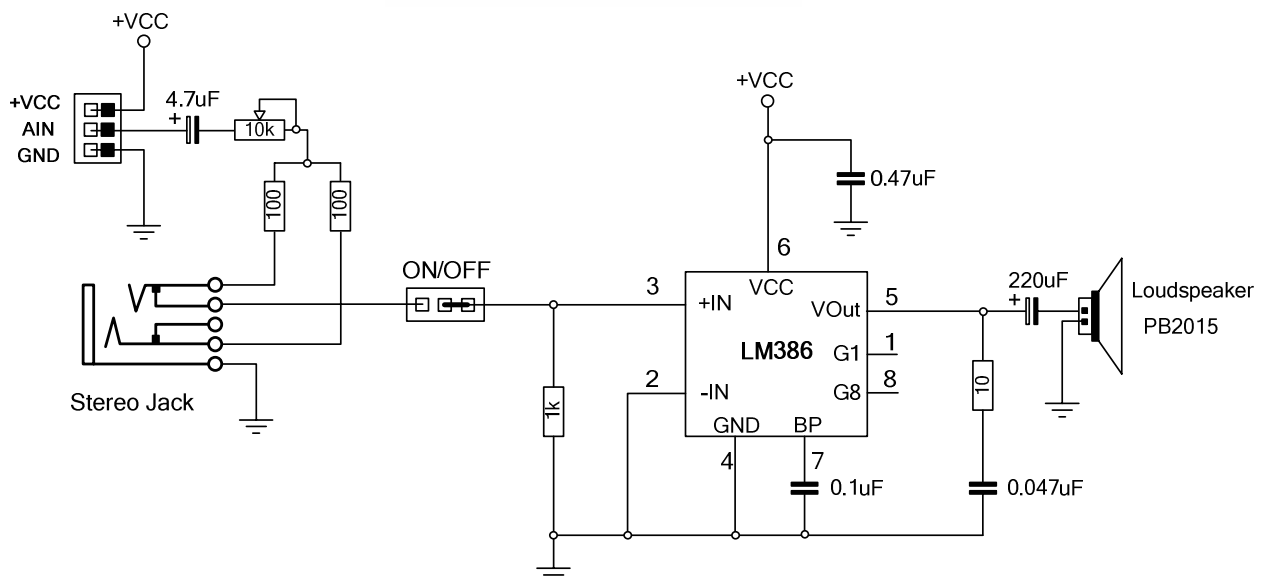 +VCC
+VCC
AIN
GND
4.7uF
+
10k
100
100
ON/OFF
Stereo Jack
1k
+VCC
0.47uF
6
3
+IN
VCC
VOut
5
LM386
G1
1
2
-IN
G8
8
GND
BP
4
7
0.1uF
10
0.047uF
220uF
+
Loudspeaker
PB2015